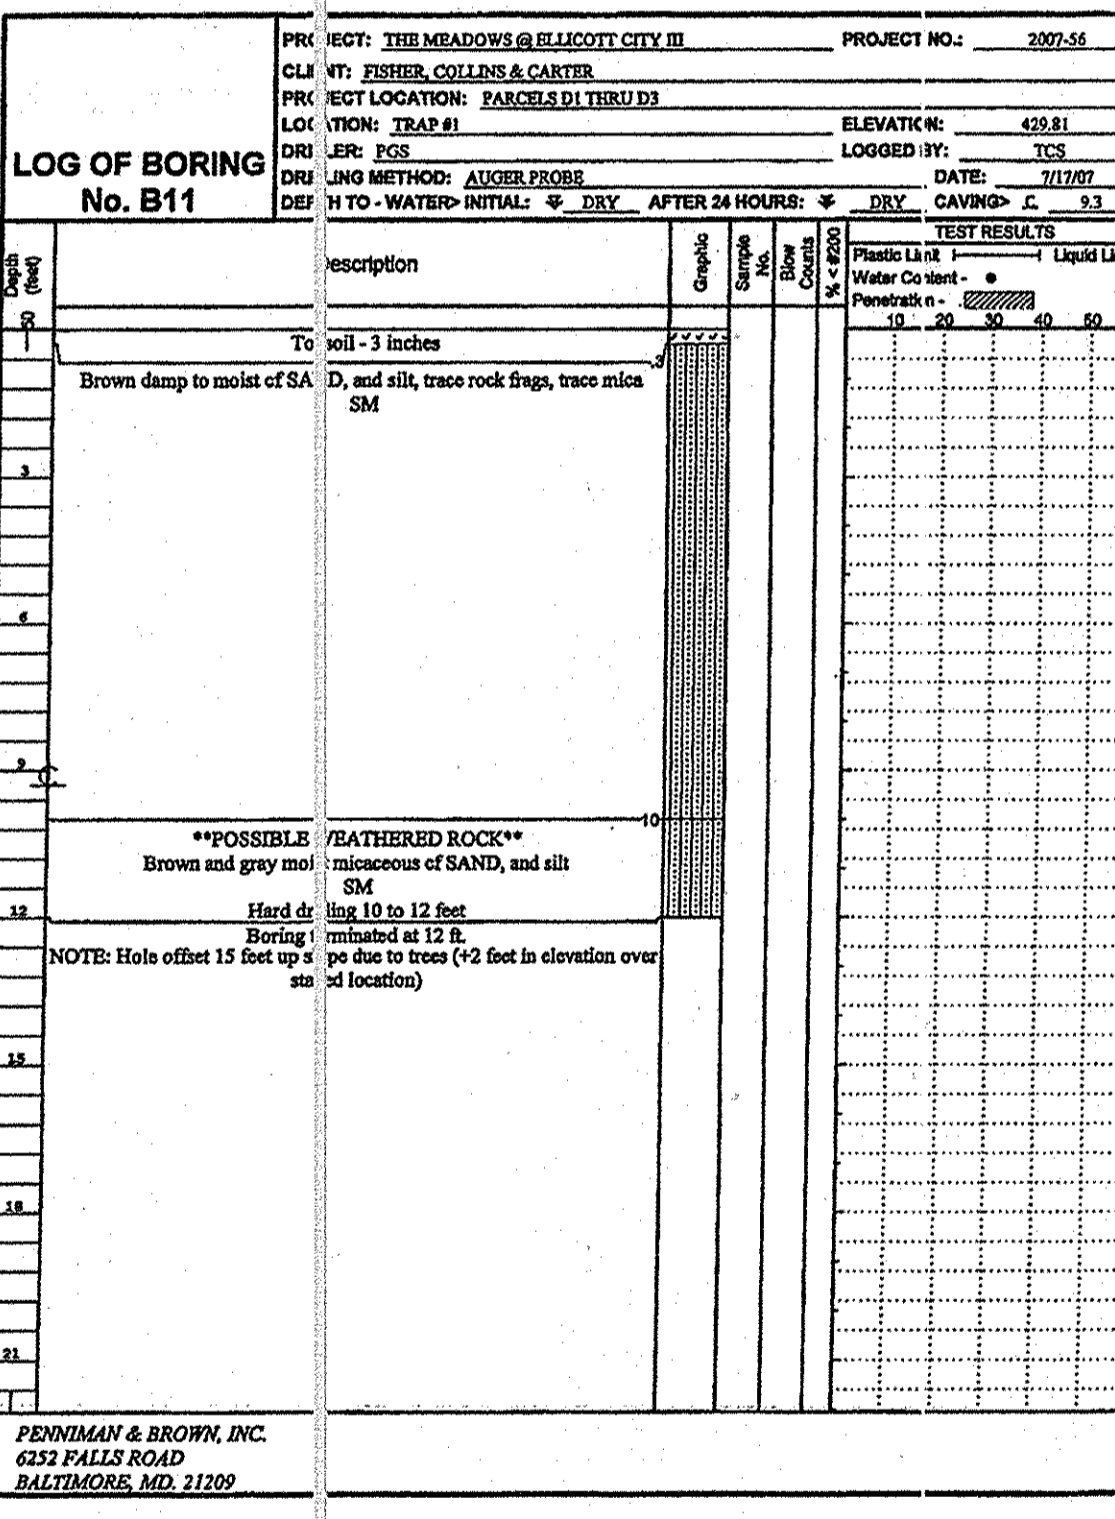 PROJECT: THE MEADOWS @ ELLICOTT CITY III PROJECT NO.: 2007-56
CLIENT: FISHER, COLLINS & CARTER
PROJECT LOCATION: PARCELS D1 THRU D3
LOCATION: TRAP #1 ELEVATION: 429.81
LOG OF BORING
No. B11
DRILLER: PGS LOGGED BY: TCS
DRILLING METHOD: AUGER PROBE DATE: 7/17/07
DEPTH TO - WATER> INITIAL: DRY AFTER 24 HOURS: DRY CAVING> C 9.3
Depth
(feet)
Description
Graphic
Sample
No.
Blow
Counts
% < #200
TEST RESULTS
Plastic Limit Liquid Li
Water Content -
Penetration -
10 20 30 40 50
Topsoil - 3 inches
.3
Brown damp to moist cf SAND, and silt, trace rock frags, trace mica
SM
3
6
9
C
10
**POSSIBLE WEATHERED ROCK**
Brown and gray moist micaceous cf SAND, and silt
SM
Hard drilling 10 to 12 feet
12
Boring terminated at 12 ft.
NOTE: Hole offset 15 feet up slope due to trees (+2 feet in elevation over
staked location)
15
18
21
PENNIMAN & BROWN, INC.
6252 FALLS ROAD
BALTIMORE, MD. 21209